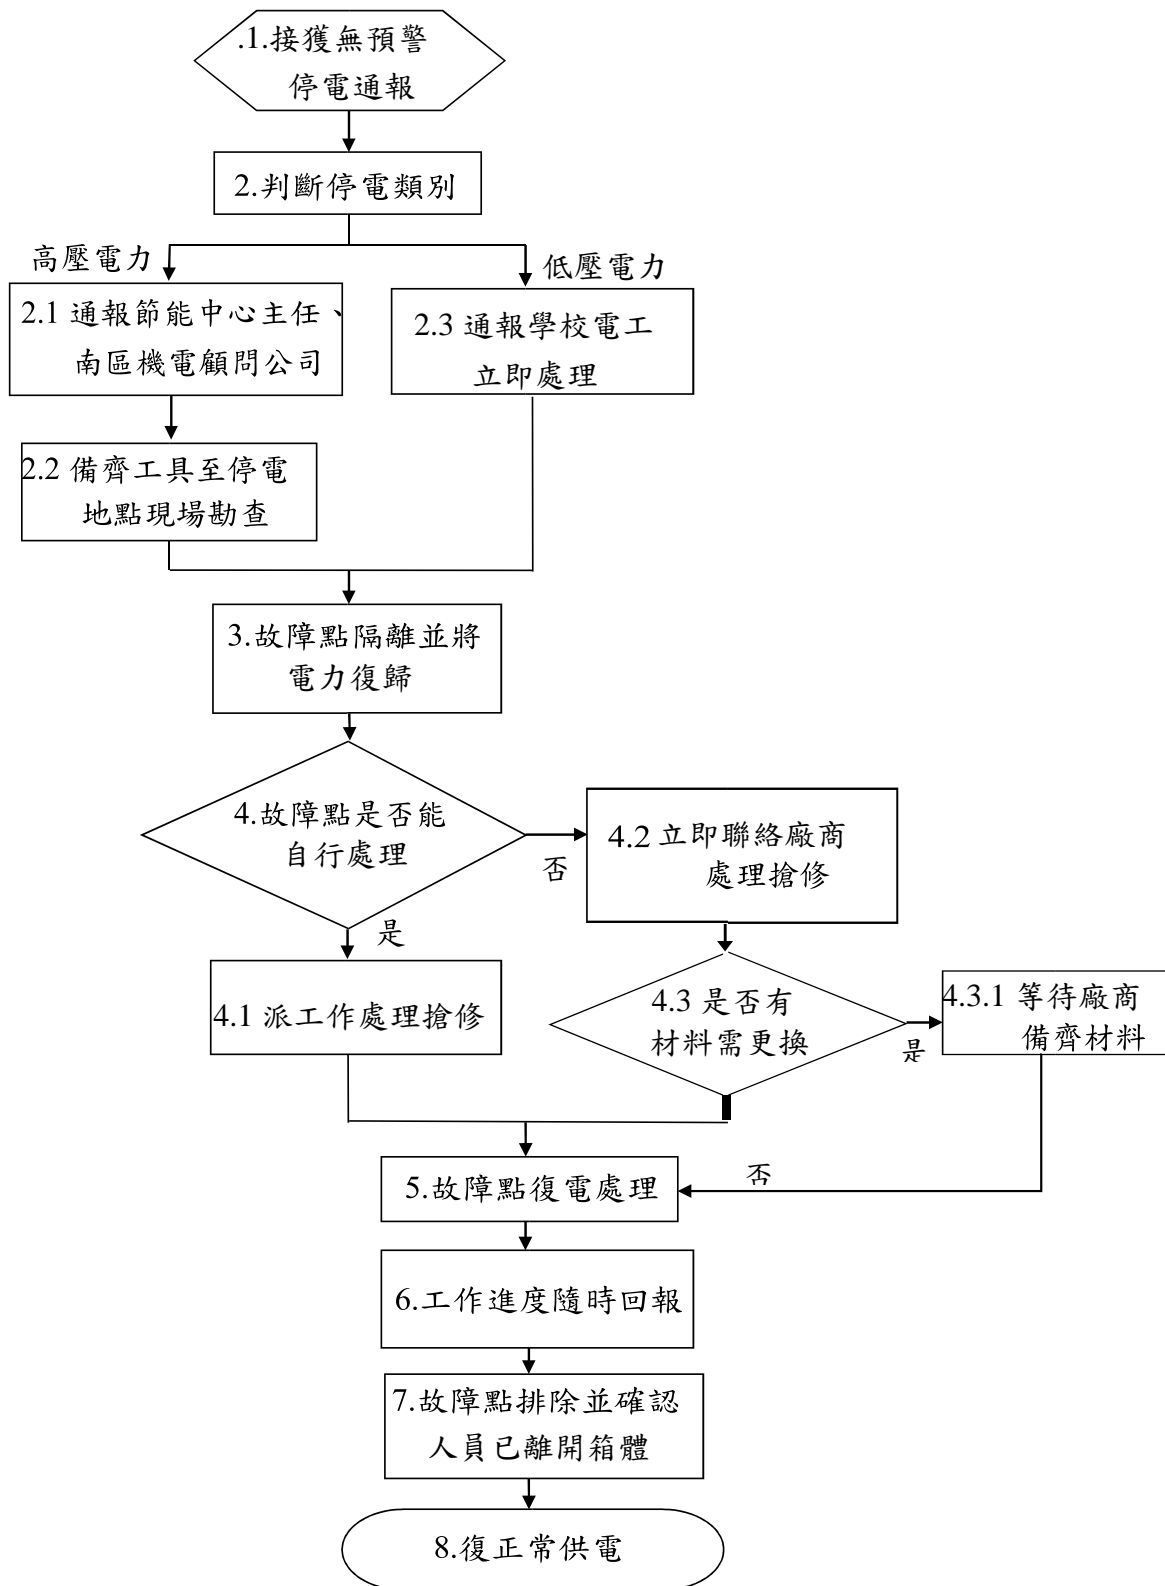 .1.接獲無預警
停電通報
2.判斷停電類別
高壓電力
低壓電力
2.1 通報節能中心主任、
南區機電顧問公司
2.3 通報學校電工
立即處理
2.2 備齊工具至停電
地點現場勘查
3.故障點隔離並將
電力復歸
4.故障點是否能
自行處理
否
4.2 立即聯絡廠商
處理搶修
是
4.1 派工作處理搶修
4.3 是否有
材料需更換
是
4.3.1 等待廠商
備齊材料
5.故障點復電處理
否
6.工作進度隨時回報
7.故障點排除並確認
人員已離開箱體
8.復正常供電